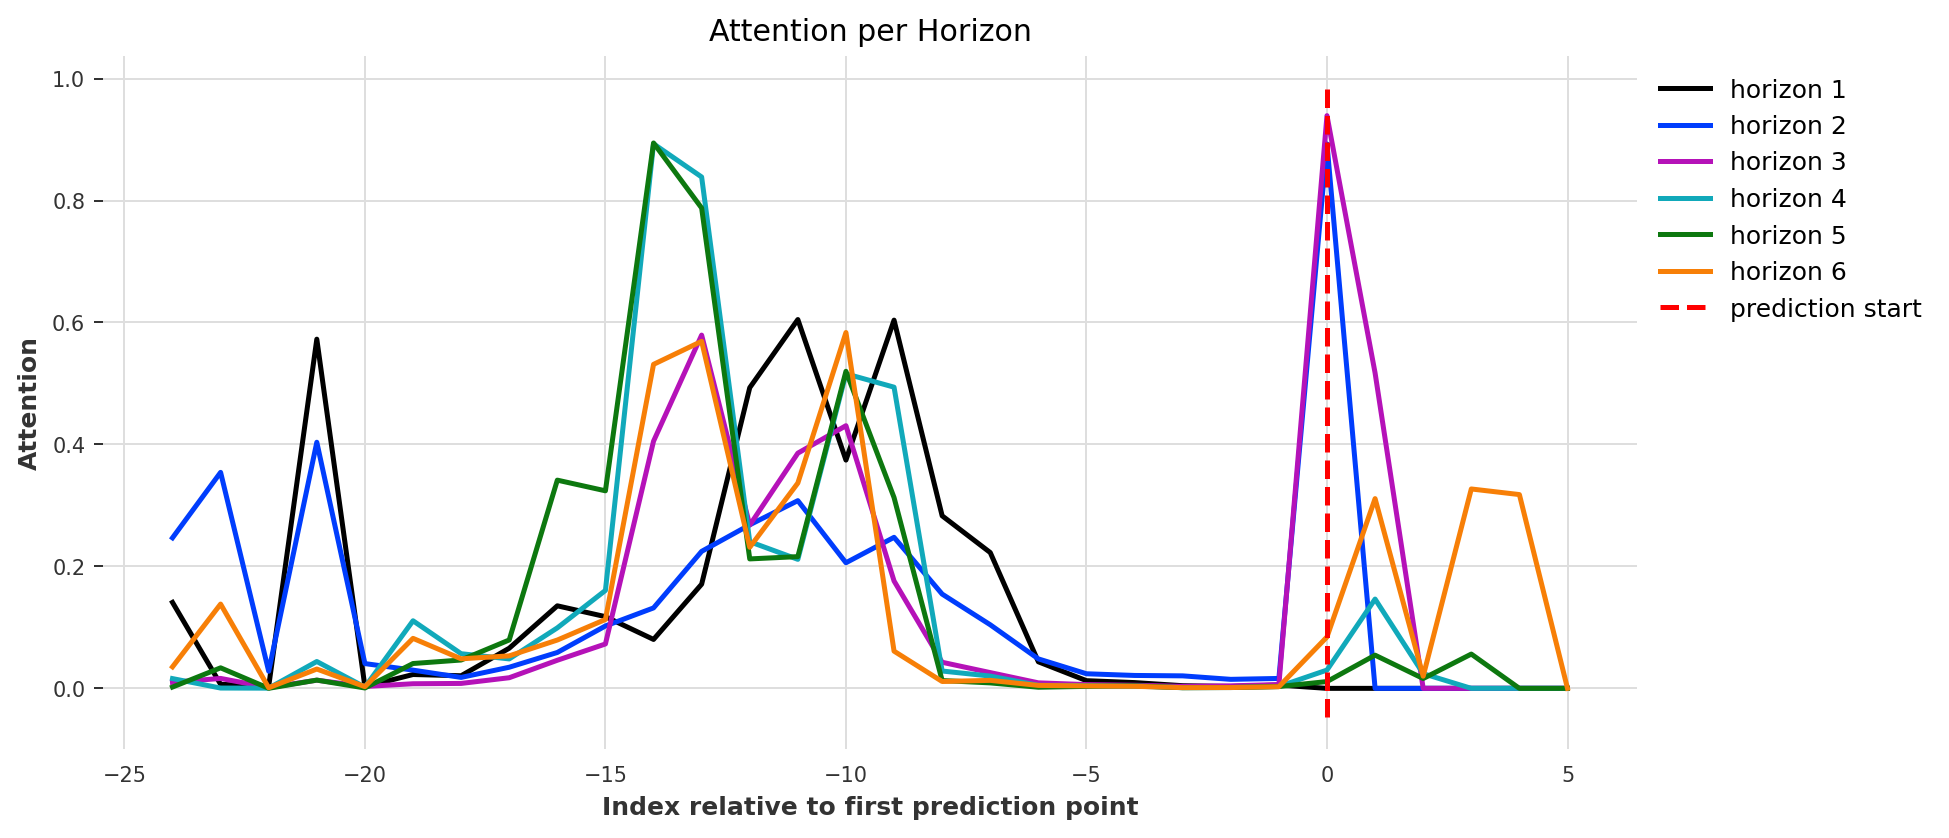 Attention per Horizon
1.0
0.8
0.6
0.4
0.2
0.0
Attention
−25
−20
−15
−10
−5
0
5
Index relative to first prediction point
horizon 1
horizon 2
horizon 3
horizon 4
horizon 5
horizon 6
prediction start